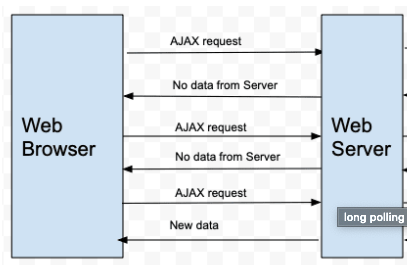 AJAX request
No data from Server
Web
Browser
AJAX request
Web
Server
No data from Server
AJAX request
long polling
New data